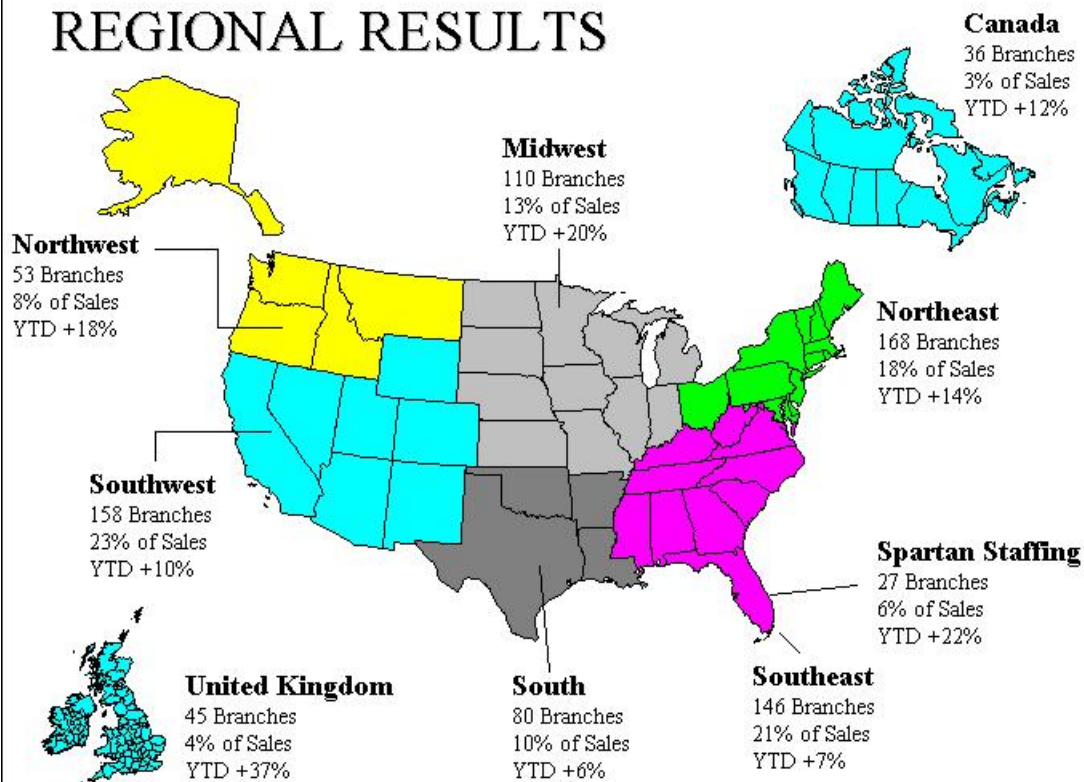 REGIONAL RESULTS
Canada
36 Branches
3% of Sales
YTD +12%
Midwest
110 Branches
13% of Sales
YTD +20%
Northwest
53 Branches
8% of Sales
YTD +18%
Northeast
168 Branches
18% of Sales
YTD +14%
Southwest
158 Branches
23% of Sales
YTD +10%
Spartan Staffing
27 Branches
6% of Sales
YTD +22%
United Kingdom
45 Branches
4% of Sales
YTD +37%
South
80 Branches
10% of Sales
YTD +6%
Southeast
146 Branches
21% of Sales
YTD +7%